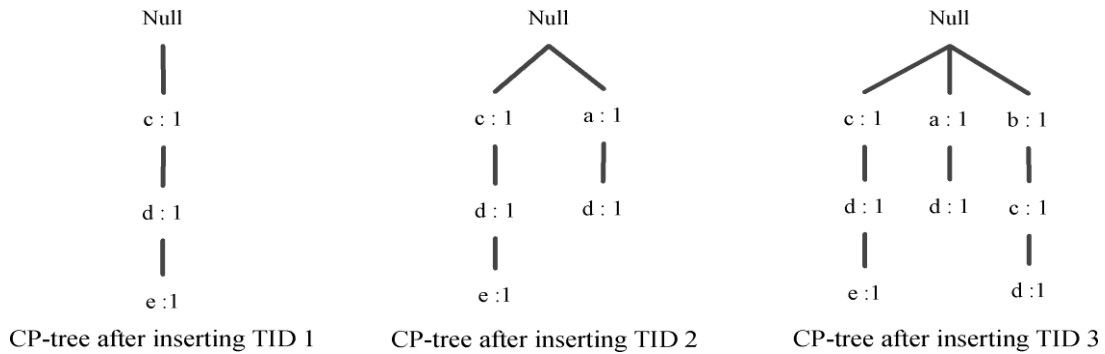 Null Null Null
c : 1 c : 1 a : 1 c : 1 a : 1 b : 1
d : 1 d : 1 d : 1 d : 1 d : 1 c : 1
e :1 e :1 e :1 d :1
CP-tree after inserting TID 1 CP-tree after inserting TID 2 CP-tree after inserting TID 3